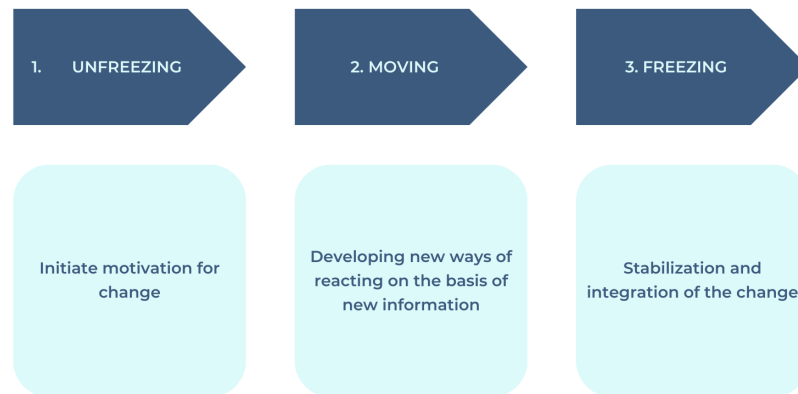 1. UNFREEZING
2. MOVING
3. FREEZING
Initiate motivation for
change
Developing new ways of
reacting on the basis of
new information
Stabilization and
integration of the change